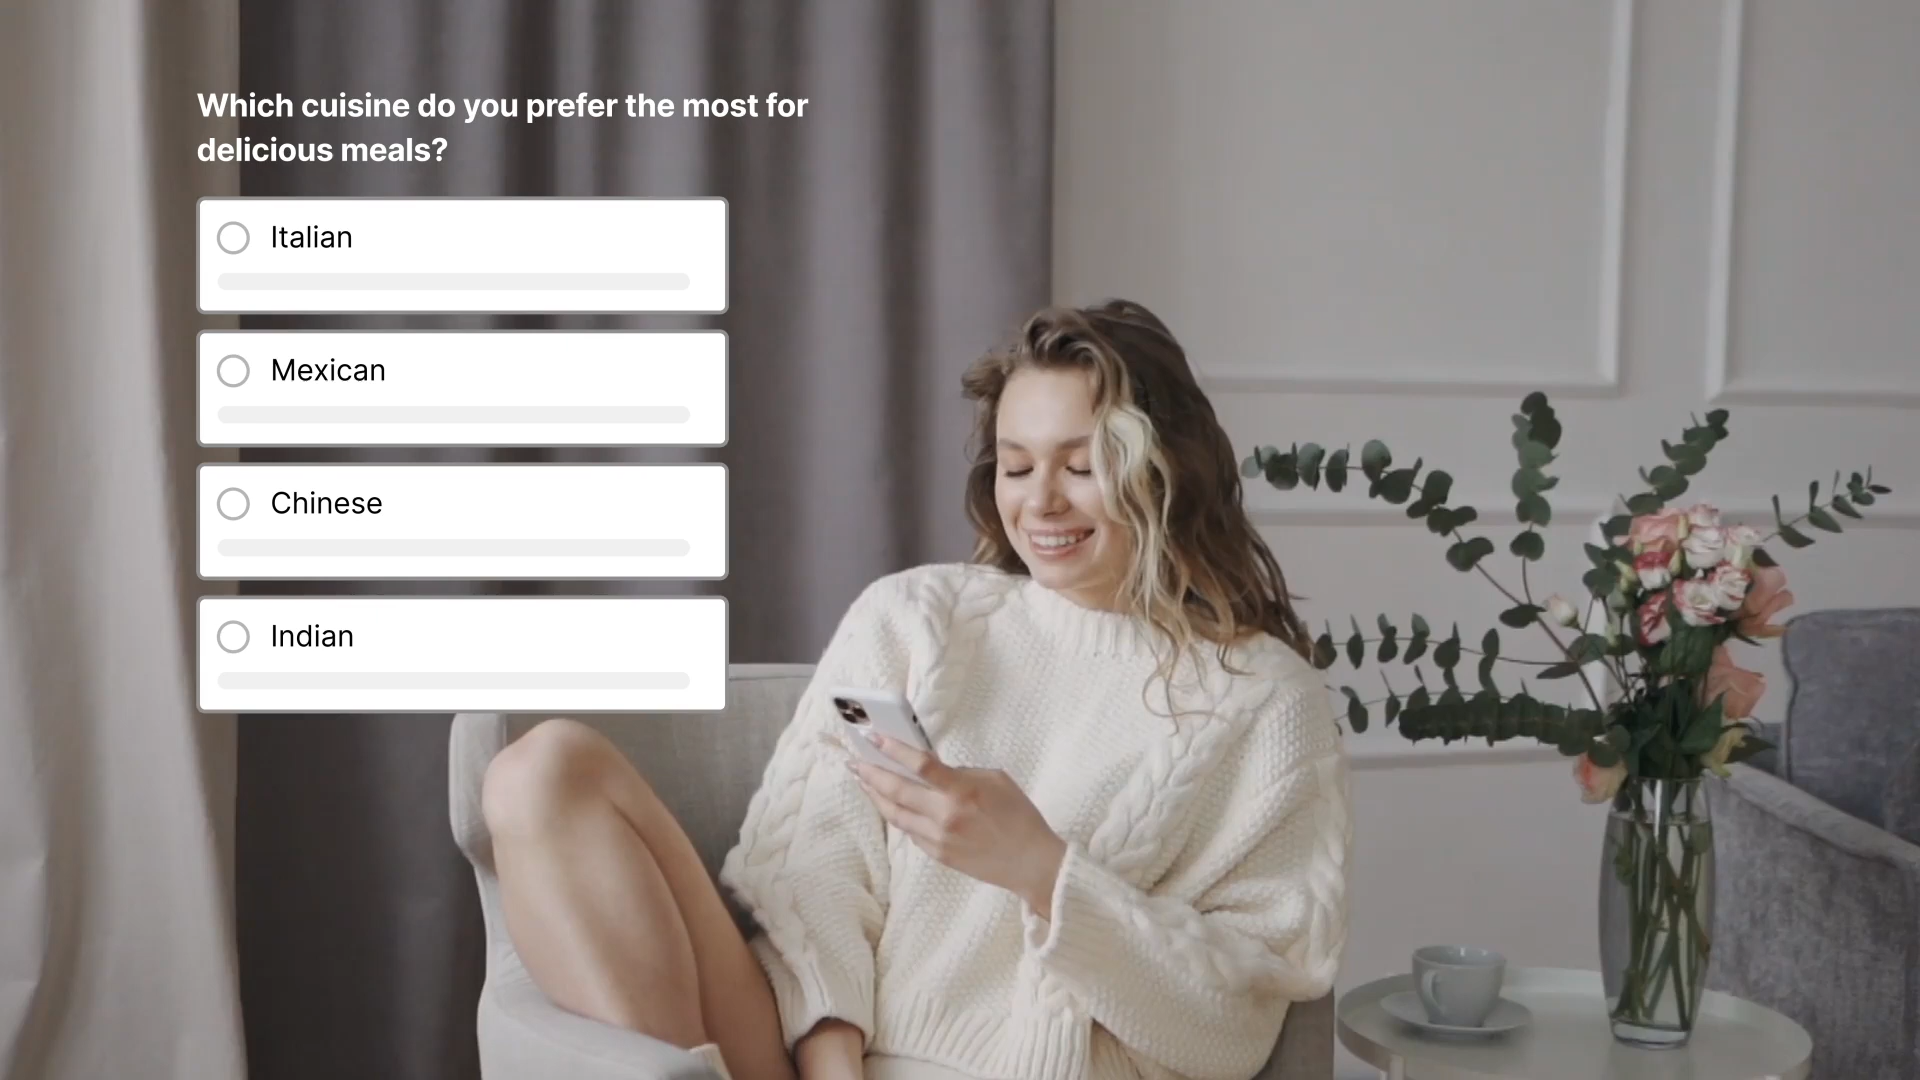 Which cuisine do you prefer the most for
delicious meals?
Italian
Mexican
Chinese
Indian